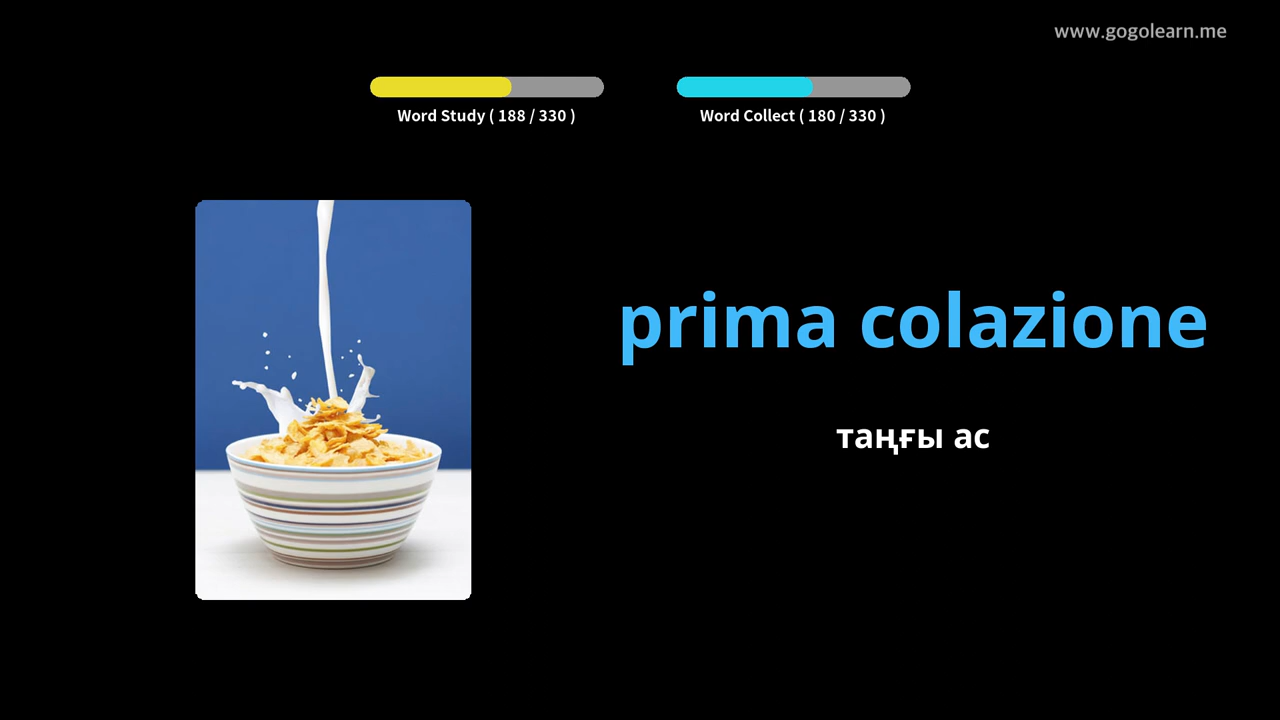 www.gogolearn.me
Word Study ( 188 / 330 )
Word Collect ( 180 / 330 )
prima colazione
таңғы ас